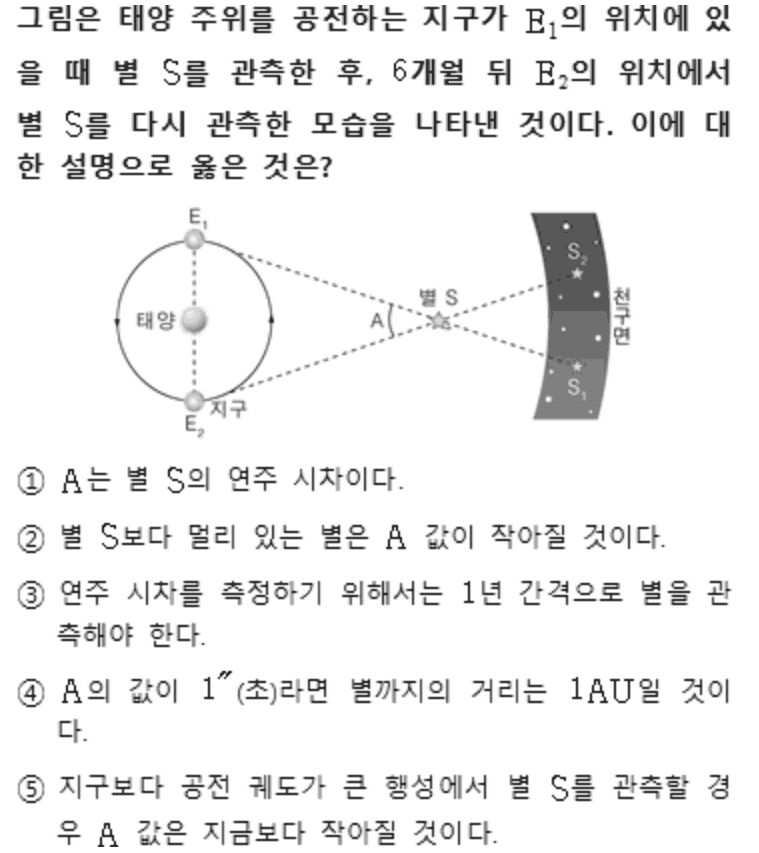 그림은 태양 주위를 공전하는 지구가 E₁의 위치에 있
을 때 별 S를 관측한 후, 6개월 뒤 E₂의 위치에서
별 S를 다시 관측한 모습을 나타낸 것이다. 이에 대
한 설명으로 옳은 것은?
E₁
태양
E₂
지구
A
별 S
S₂
S₁
천구면
① A는 별 S의 연주 시차이다.
② 별 S보다 멀리 있는 별은 A 값이 작아질 것이다.
③ 연주 시차를 측정하기 위해서는 1년 간격으로 별을 관
측해야 한다.
④ A의 값이 1″(초)라면 별까지의 거리는 1AU일 것이
다.
⑤ 지구보다 공전 궤도가 큰 행성에서 별 S를 관측할 경
우 A 값은 지금보다 작아질 것이다.